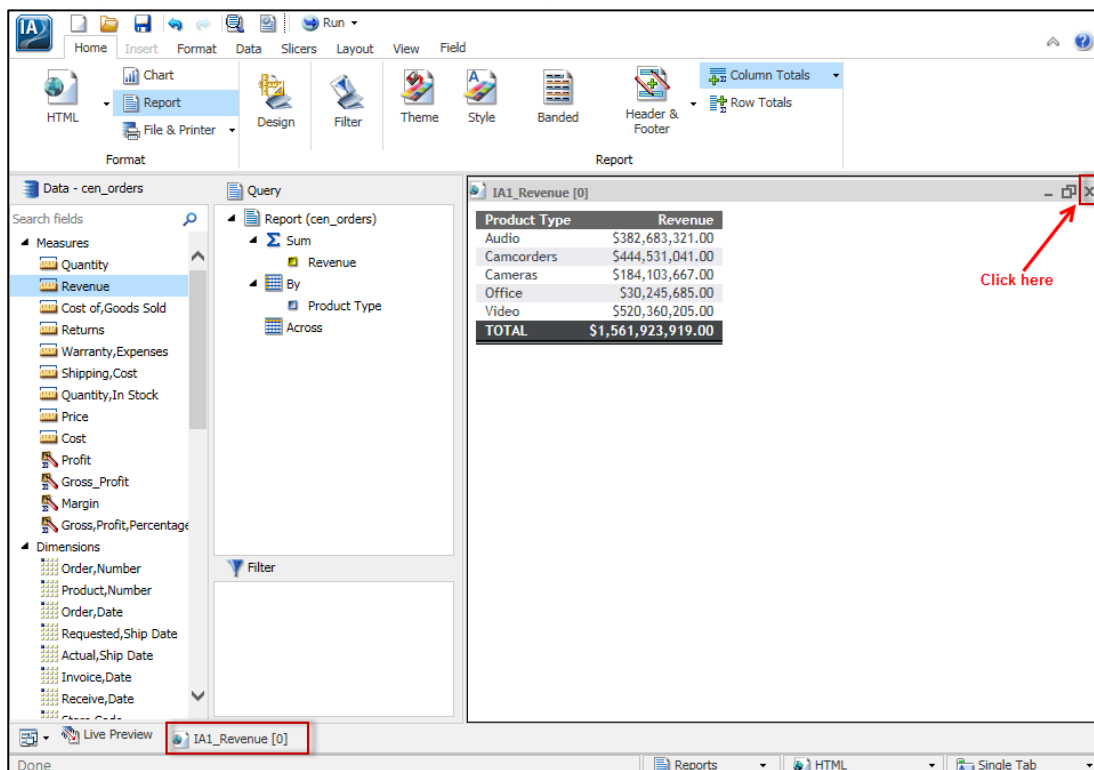 IA
Run
Home Insert Format Data Slicers Layout View Field
HTML
Chart
Report
File & Printer
Format
Design
Filter
Theme
Style
Banded
Header &
Footer
Column Totals
Row Totals
Report
Data - cen_orders
Search fields
Measures
Quantity
Revenue
Cost of,Goods Sold
Returns
Warranty,Expenses
Shipping,Cost
Quantity,In Stock
Price
Cost
Profit
Gross_Profit
Margin
Gross,Profit,Percentage
Dimensions
Order,Number
Product,Number
Order,Date
Requested,Ship Date
Actual,Ship Date
Invoice,Date
Receive,Date
Query
Report (cen_orders)
Sum
Revenue
By
Product Type
Across
Filter
IA1_Revenue [0]
Product Type Revenue
Audio $382,683,321.00
Camcorders $444,531,041.00
Cameras $184,103,667.00
Office $30,245,685.00
Video $520,360,205.00
TOTAL $1,561,923,919.00
Click here
Live Preview
IA1_Revenue [0]
Done
Reports
HTML
Single Tab